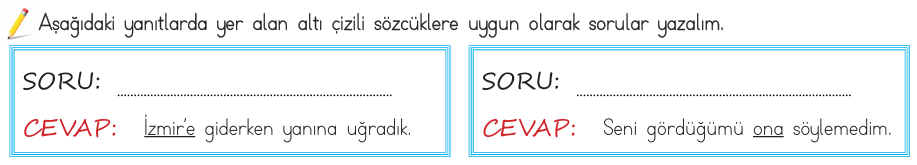 Aşağıdaki yanıtlarda yer alan altı çizili sözcüklere uygun olarak sorular yazalım.
SORU: ............................................................
CEVAP: İzmir'e giderken yanına uğradık.
SORU: ............................................................
CEVAP: Seni gördüğümü ona söylemedim.